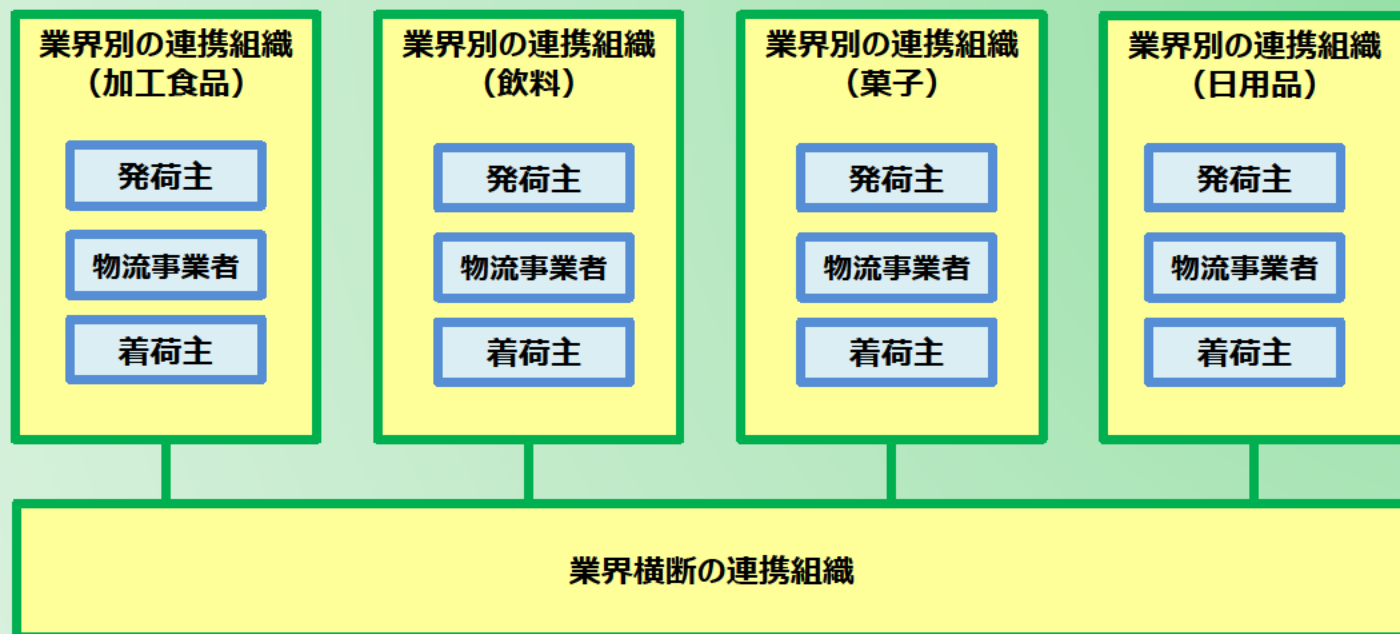 業界別の連携組織
（加工食品）
発荷主
物流事業者
着荷主
業界別の連携組織
（飲料）
発荷主
物流事業者
着荷主
業界別の連携組織
（菓子）
発荷主
物流事業者
着荷主
業界別の連携組織
（日用品）
発荷主
物流事業者
着荷主
業界横断の連携組織